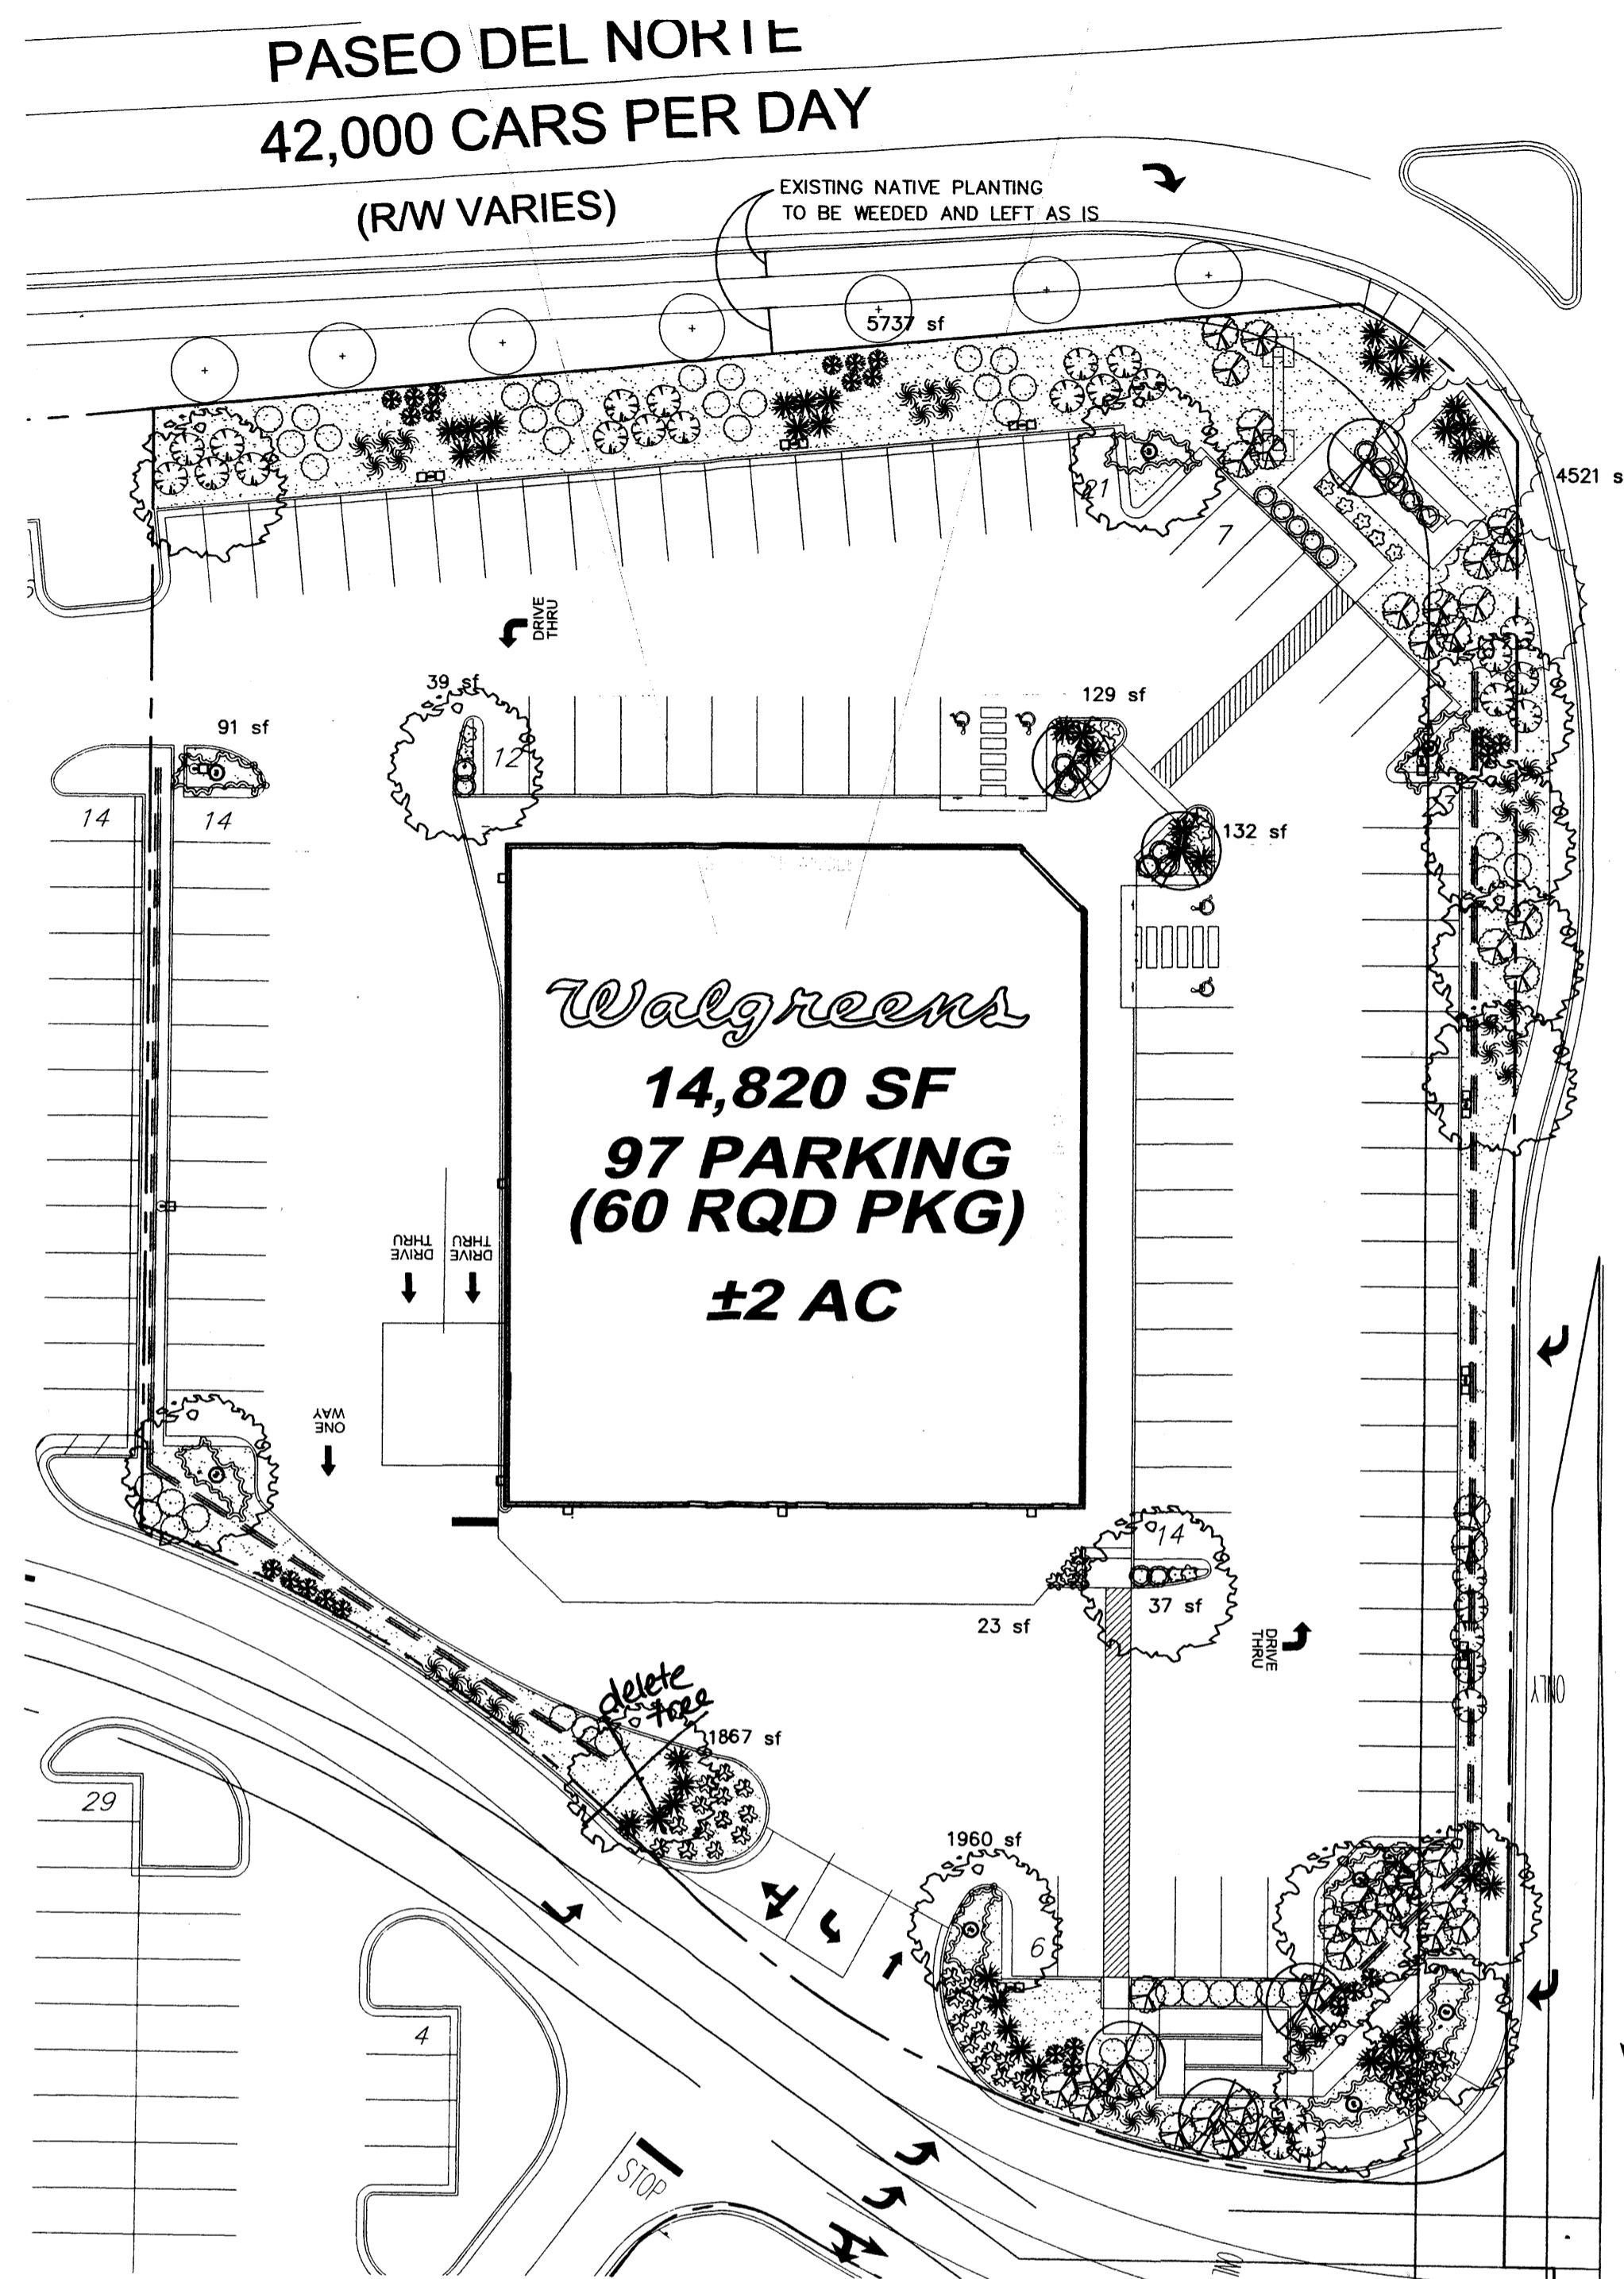 PASEO DEL NORTE
42,000 CARS PER DAY
(R/W VARIES)
EXISTING NATIVE PLANTING
TO BE WEEDED AND LEFT AS IS
5737 sf
4521 s
21
7
DRIVE
THRU
39 sf
129 sf
91 sf
12
14
14
132 sf
Walgreens
14,820 SF
97 PARKING
(60 RQD PKG)
±2 AC
DRIVE
THRU
DRIVE
THRU
ONE
WAY
14
37 sf
23 sf
DRIVE
THRU
ONLY
delete
tree
1867 sf
29
1960 sf
6
4
STOP